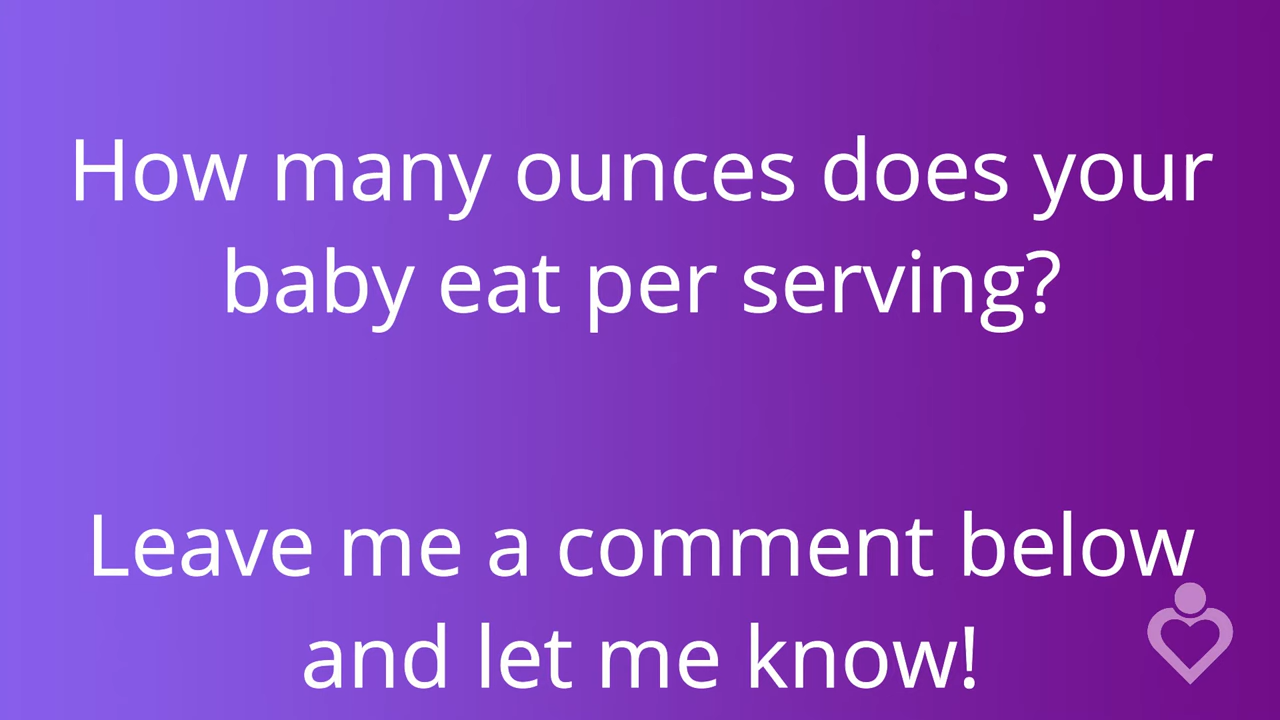 How many ounces does your
baby eat per serving?
Leave me a comment below
and let me know!